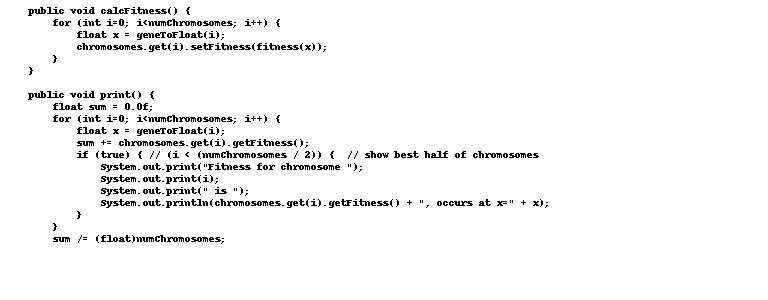 public void calcFitness() {
    for (int i=0; i<numChromosomes; i++) {
        float x = geneToFloat(i);
        chromosomes.get(i).setFitness(fitness(x));
    }
}

public void print() {
    float sum = 0.0f;
    for (int i=0; i<numChromosomes; i++) {
        float x = geneToFloat(i);
        sum += chromosomes.get(i).getFitness();
        if (true) { // (i < (numChromosomes / 2)) {  // show best half of chromosomes
            System.out.print("Fitness for chromosome ");
            System.out.print(i);
            System.out.print(" is ");
            System.out.println(chromosomes.get(i).getFitness() + ", occurs at x=" + x);
        }
    }
    sum /= (float)numChromosomes;